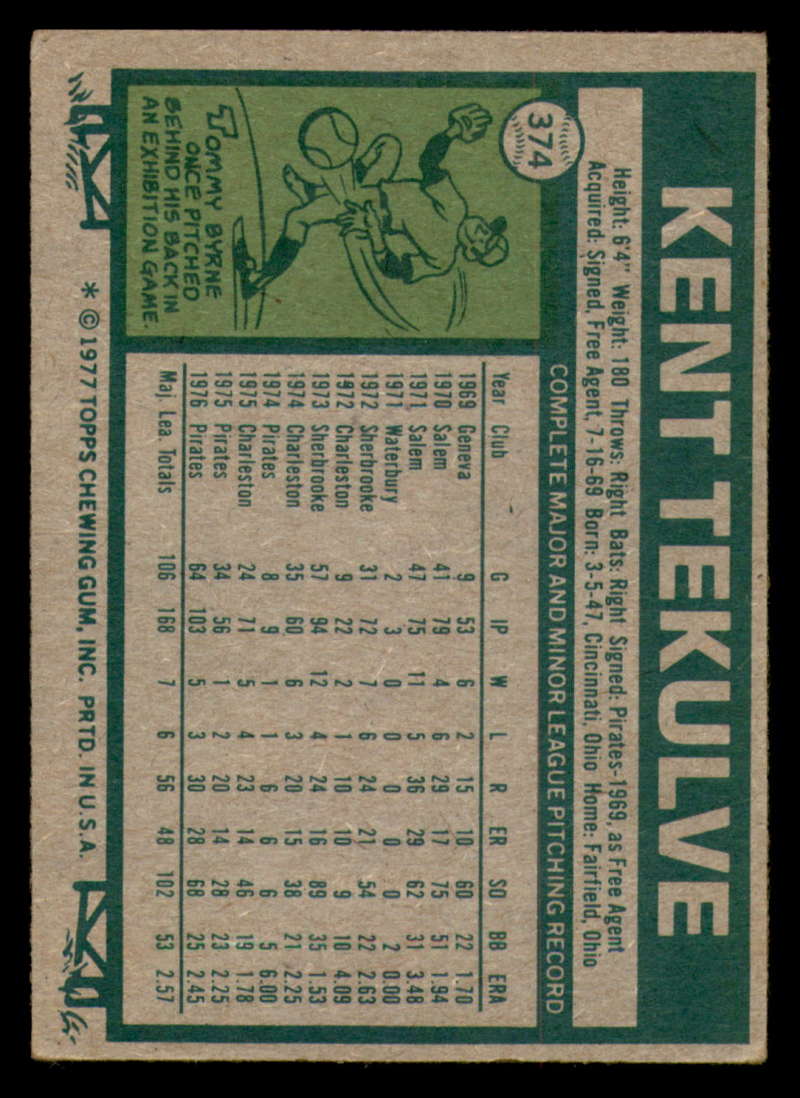 374
KENT TEKULVE
Height: 6'4" Weight: 180 Throws: Right Bats: Right Signed: Pirates-1969, as Free Agent
Acquired: Signed, Free Agent, 7-16-69 Born: 3-5-47, Cincinnati, Ohio Home: Fairfield, Ohio
COMPLETE MAJOR AND MINOR LEAGUE PITCHING RECORD
Year Club G IP W L R ER SO BB ERA
1969 Geneva 9 53 6 2 15 10 60 22 1.70
1970 Salem 41 79 4 6 29 17 75 51 1.94
1971 Salem 47 75 11 5 36 29 62 31 3.48
1971 Waterbury 2 3 0 0 0 0 0 2 0.00
1972 Sherbrooke 31 72 7 6 24 21 54 22 2.63
1972 Charleston 9 22 2 1 10 10 9 10 4.09
1973 Sherbrooke 57 94 12 4 24 16 89 35 1.53
1974 Charleston 35 60 6 3 20 15 38 21 2.25
1974 Pirates 8 9 1 1 6 6 6 5 6.00
1975 Charleston 24 71 5 4 23 14 46 19 1.78
1975 Pirates 34 56 1 2 20 14 28 23 2.25
1976 Pirates 64 103 5 3 30 28 68 25 2.45
Maj. Lea. Totals 106 168 7 6 56 48 102 53 2.57
TOMMY BYRNE
ONCE PITCHED
BEHIND HIS BACK IN
AN EXHIBITION GAME.
* © 1977 TOPPS CHEWING GUM, INC. PRTD. IN U.S.A.